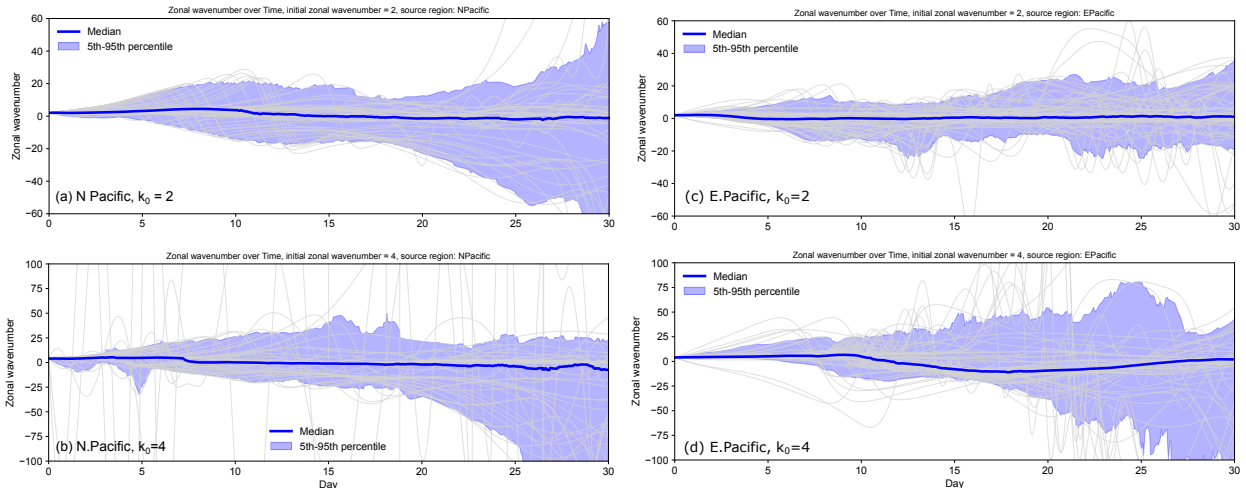 Zonal wavenumber over Time, initial zonal wavenumber = 2, source region: NPacific
60
40
20
0
−20
−40
−60
Zonal wavenumber
Median
5th-95th percentile
(a) N Pacific, k₀ = 2
0 5 10 15 20 25 30
Zonal wavenumber over Time, initial zonal wavenumber = 2, source region: EPacific
60
40
20
0
−20
−40
60
Zonal wavenumber
Median
5th-95th percentile
(c) E.Pacific, k₀=2
0 5 10 15 20 25 30
Zonal wavenumber over Time, initial zonal wavenumber = 4, source region: NPacific
100
75
50
25
0
−25
−50
−75
−100
Zonal wavenumber
Median
5th-95th percentile
(b) N.Pacific, k₀=4
0 5 10 15 20 25 30
Day
Zonal wavenumber over Time, initial zonal wavenumber = 4, source region: EPacific
100
75
50
25
0
−25
−50
−75
−100
Zonal wavenumber
Median
5th-95th percentile
(d) E.Pacific, k₀=4
0 5 10 15 20 25 30
Day